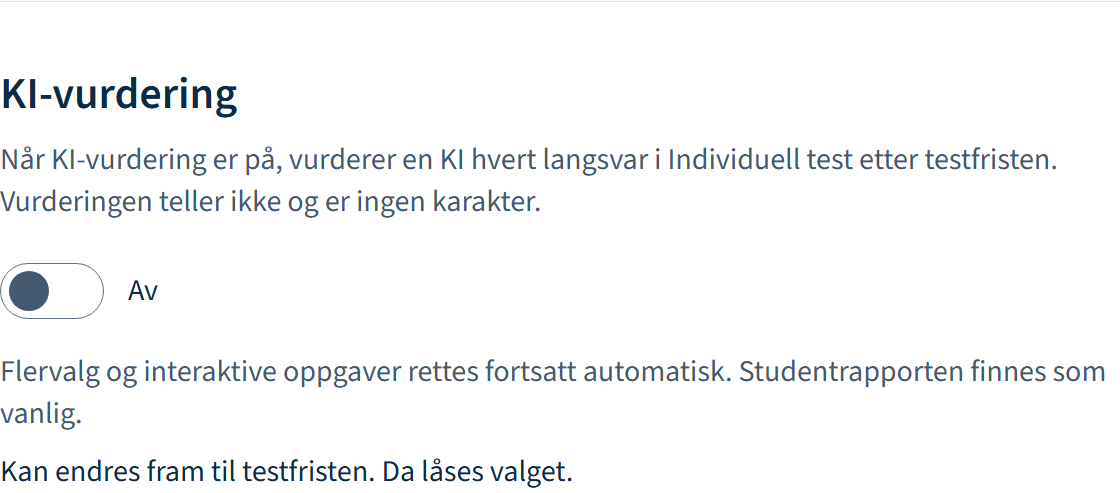 KI-vurdering
Når KI-vurdering er på, vurderer en KI hvert langsvar i Individuell test etter testfristen.
Vurderingen teller ikke og er ingen karakter.
Av
Flervalg og interaktive oppgaver rettes fortsatt automatisk. Studentrapporten finnes som
vanlig.
Kan endres fram til testfristen. Da låses valget.